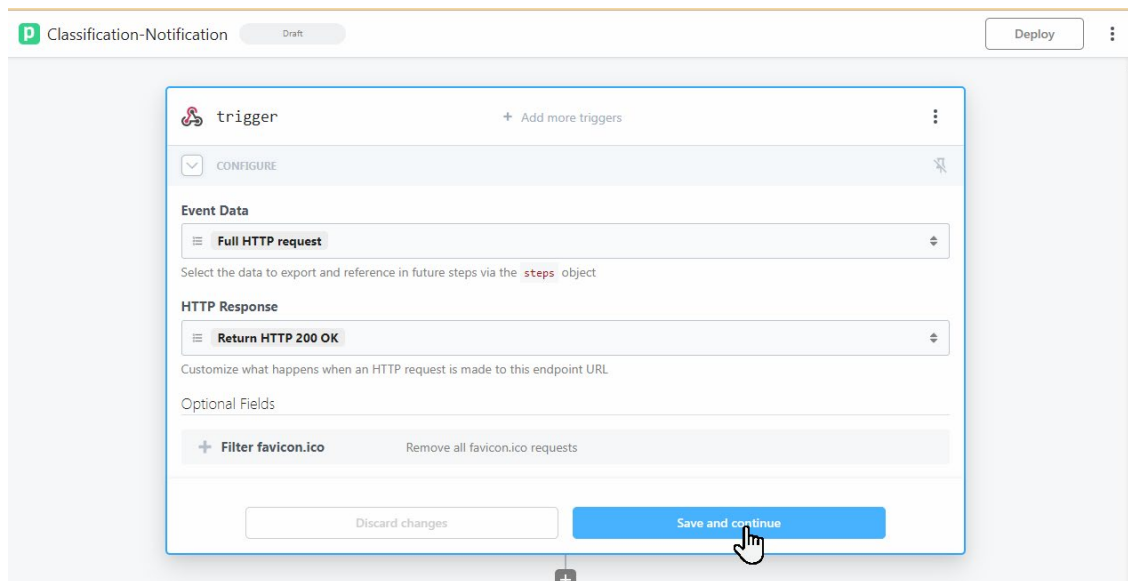 p Classification-Notification Draft Deploy
trigger + Add more triggers
CONFIGURE
Event Data
Full HTTP request
Select the data to export and reference in future steps via the steps object
HTTP Response
Return HTTP 200 OK
Customize what happens when an HTTP request is made to this endpoint URL
Optional Fields
+ Filter favicon.ico Remove all favicon.ico requests
Discard changes Save and continue
+